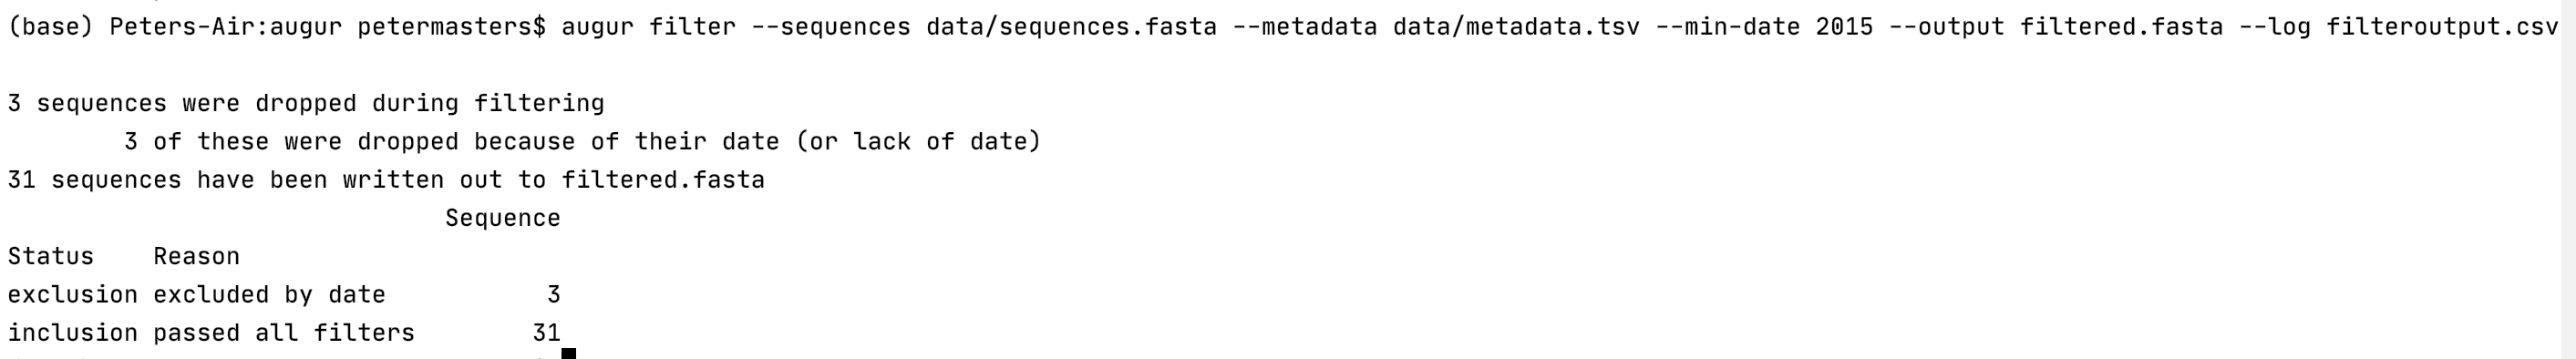 (base) Peters-Air:augur petermasters$ augur filter --sequences data/sequences.fasta --metadata data/metadata.tsv --min-date 2015 --output filtered.fasta --log filteroutput.csv
3 sequences were dropped during filtering
3 of these were dropped because of their date (or lack of date)
31 sequences have been written out to filtered.fasta
Sequence
Status Reason
exclusion excluded by date 3
inclusion passed all filters 31